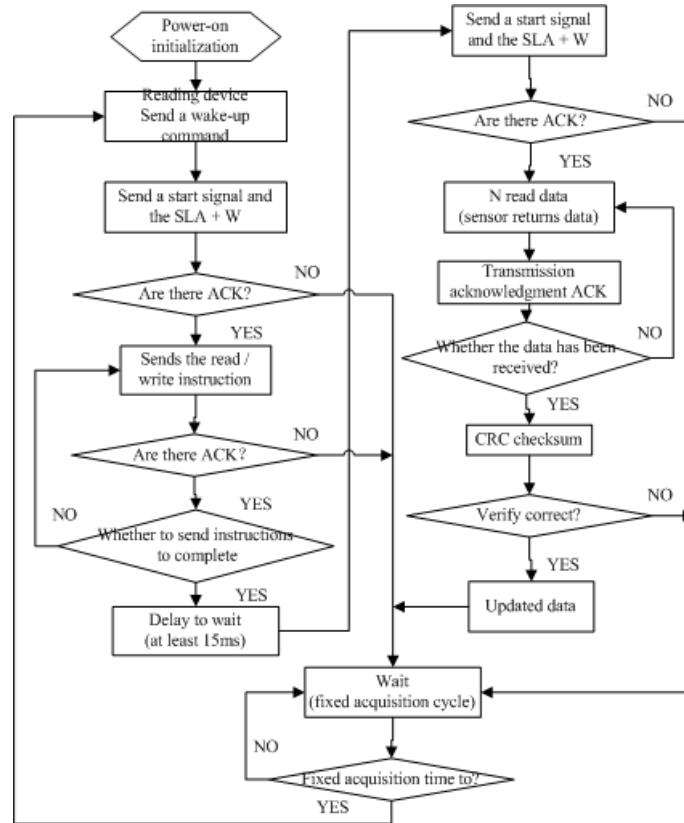 Power-on
initialization
Reading device
Send a wake-up
command
Send a start signal and
the SLA + W
Are there ACK?
NO
YES
Sends the read /
write instruction
Are there ACK?
NO
YES
NO
Whether to send instructions
to complete
YES
Delay to wait
(at least 15ms)
Send a start signal
and the SLA + W
Are there ACK?
NO
YES
N read data
(sensor returns data)
Transmission
acknowledgment ACK
Whether the data has been
received?
NO
YES
CRC checksum
Verify correct?
NO
YES
Updated data
Wait
(fixed acquisition cycle)
NO
Fixed acquisition time to?
YES